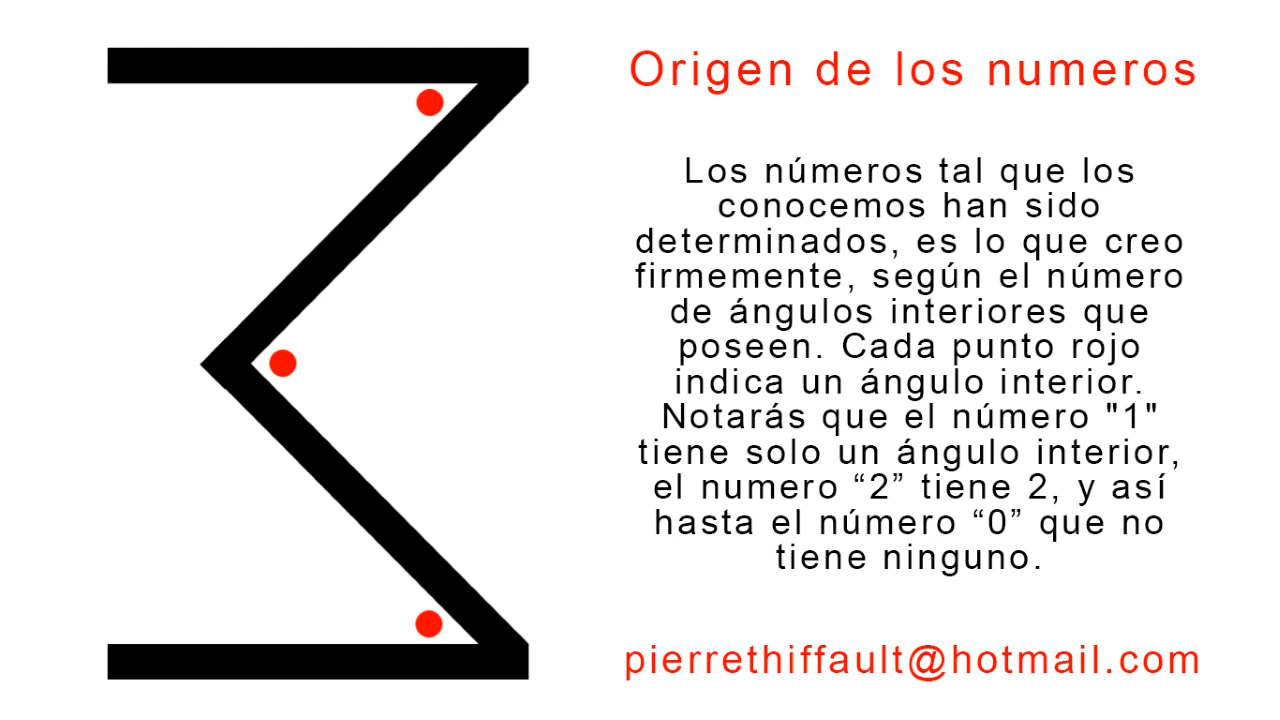 Origen de los numeros
Los números tal que los
conocemos han sido
determinados, es lo que creo
firmemente, según el número
de ángulos interiores que
poseen. Cada punto rojo
indica un ángulo interior.
Notarás que el número "1"
tiene solo un ángulo interior,
el numero “2” tiene 2, y así
hasta el número “0” que no
tiene ninguno.
pierrethiffault@hotmail.com